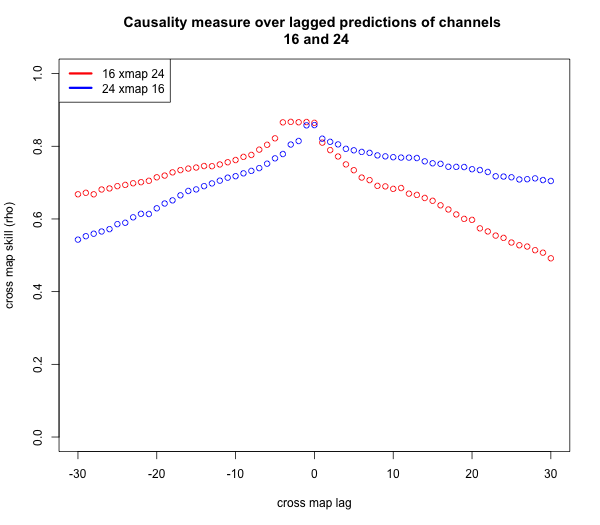 Causality measure over lagged predictions of channels
16 and 24
16 xmap 24
24 xmap 16
cross map skill (rho)
1.0
0.8
0.6
0.4
0.2
0.0
-30 -20 -10 0 10 20 30
cross map lag